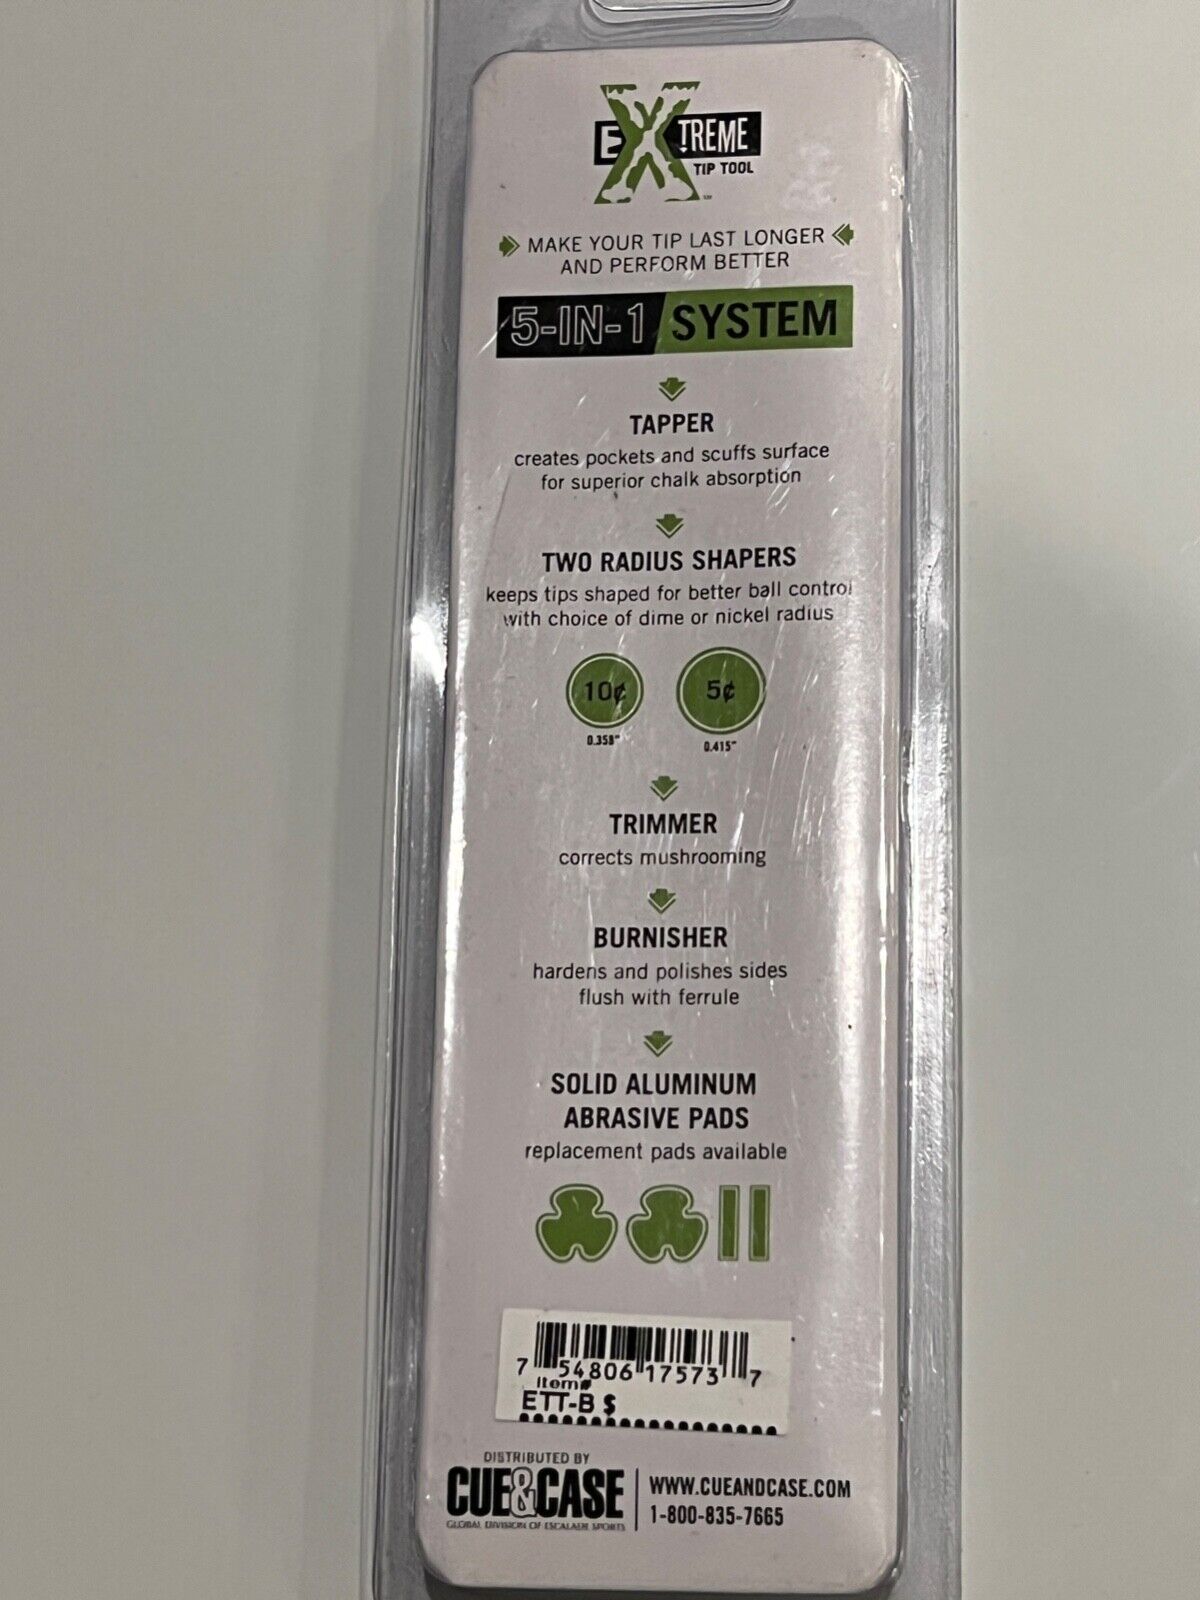 EXTREME
TIP TOOL
MAKE YOUR TIP LAST LONGER
AND PERFORM BETTER
5-IN-1 SYSTEM
TAPPER
creates pockets and scuffs surface
for superior chalk absorption
TWO RADIUS SHAPERS
keeps tips shaped for better ball control
with choice of dime or nickel radius
10¢ 5¢
0.358" 0.415"
TRIMMER
corrects mushrooming
BURNISHER
hardens and polishes sides
flush with ferrule
SOLID ALUMINUM
ABRASIVE PADS
replacement pads available
7 54806 17573 7
Item#
ETT-B $
DISTRIBUTED BY
CUE&CASE
GLOBAL DIVISION OF ESCALADE SPORTS
WWW.CUEANDCASE.COM
1-800-835-7665